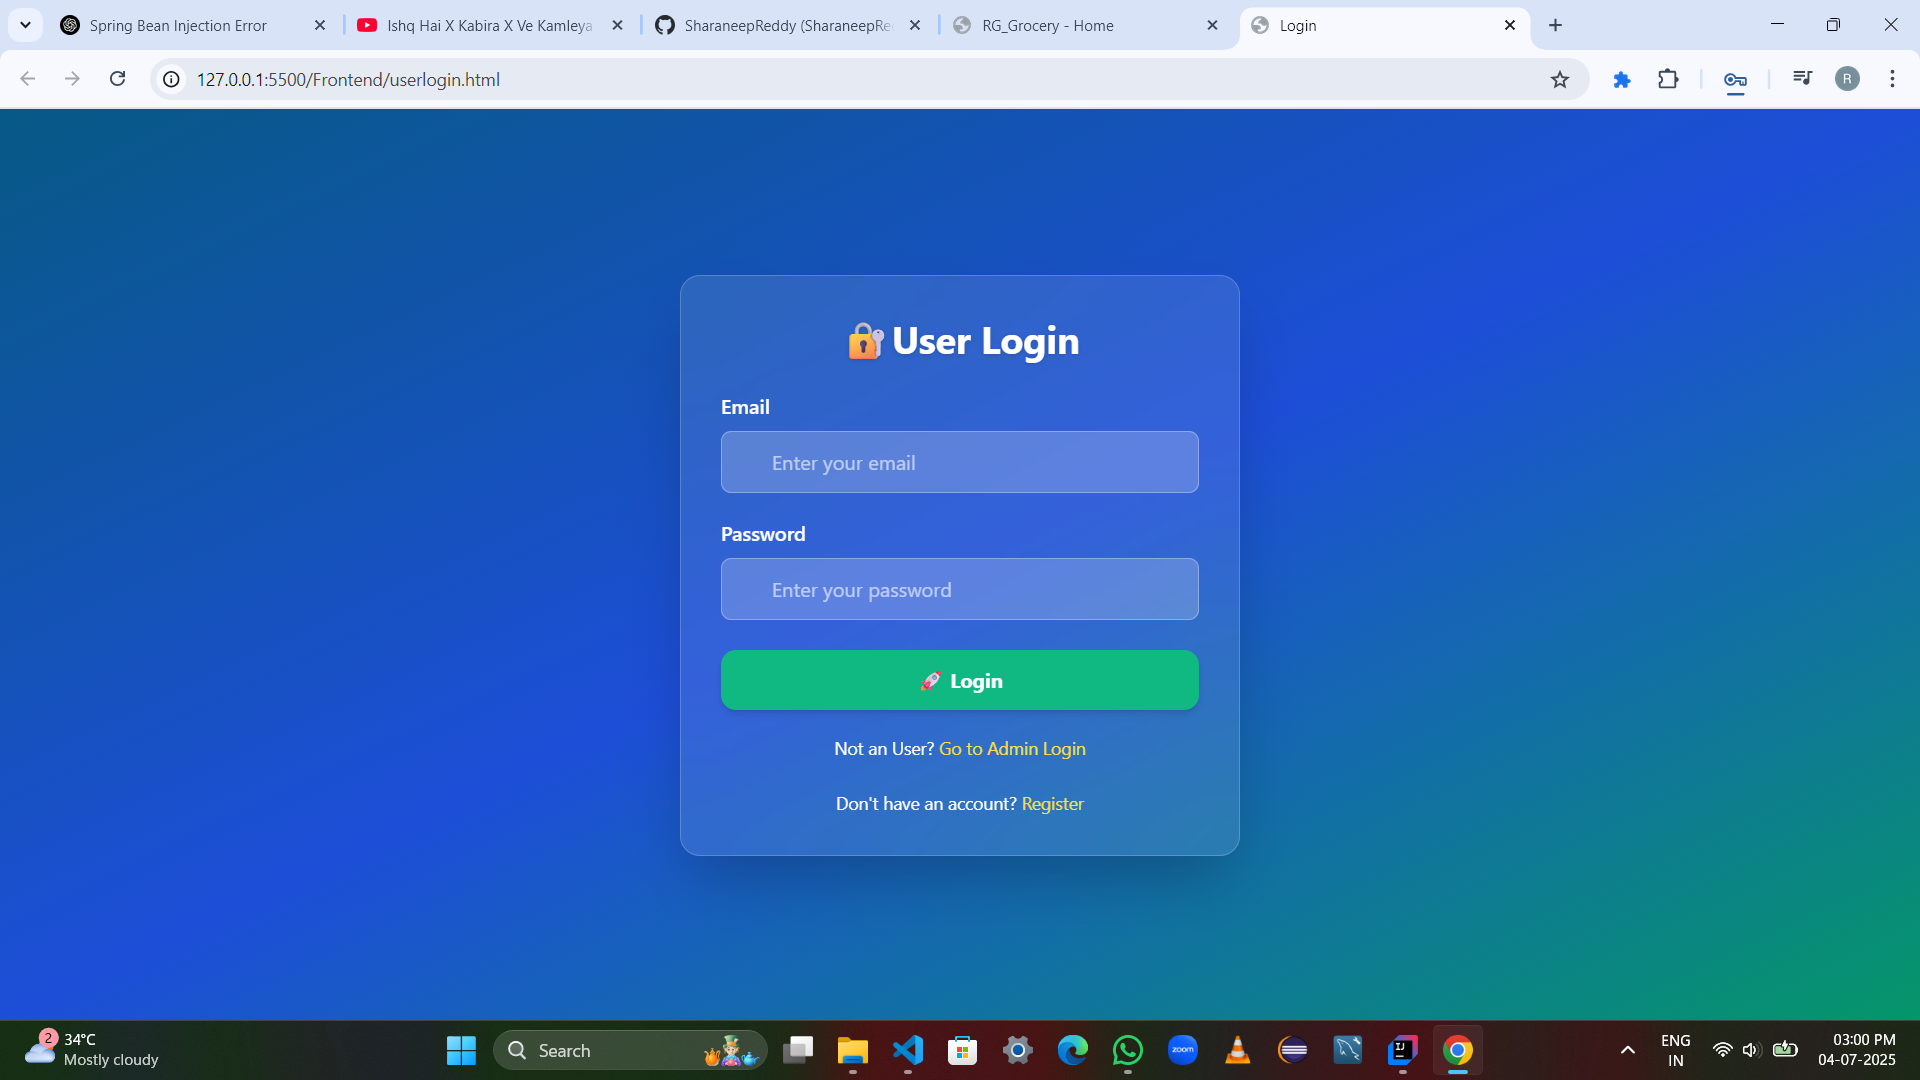 Spring Bean Injection Error
Ishq Hai X Kabira X Ve Kamleya
SharaneepReddy (SharaneepRe
RG_Grocery - Home
Login
127.0.0.1:5500/Frontend/userlogin.html
R
User Login
Email
Enter your email
Password
Enter your password
Login
Not an User? Go to Admin Login
Don't have an account? Register
2
34°C
Mostly cloudy
Search
zoom
IJ
ENG
IN
03:00 PM
04-07-2025